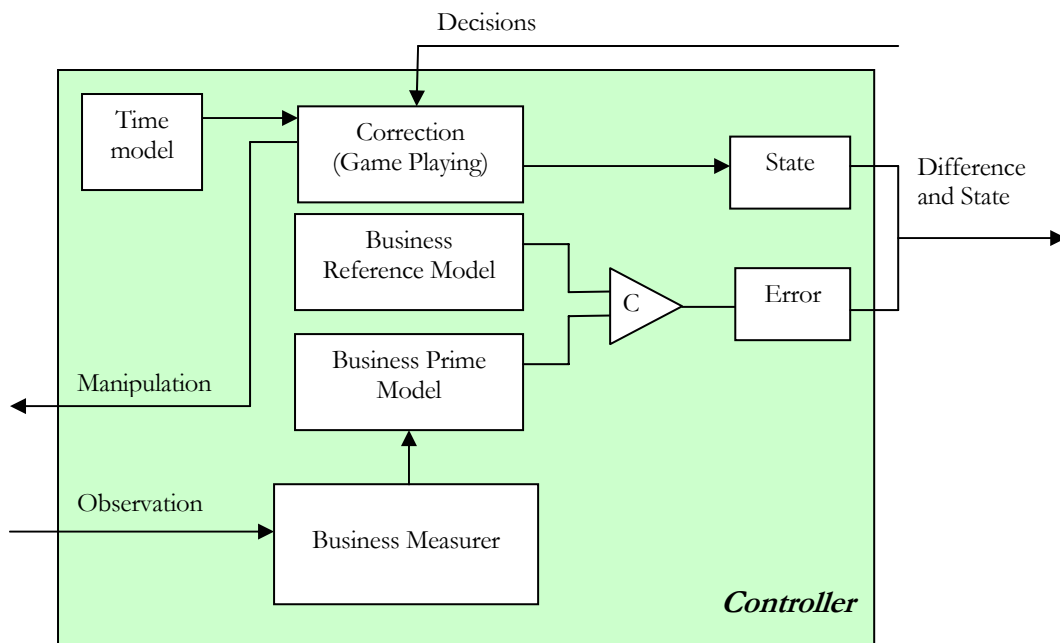 Decisions
Time
model
Correction
(Game Playing)
State
Difference
and State
Business
Reference Model
C
Error
Business Prime
Model
Manipulation
Observation
Business Measurer
Controller